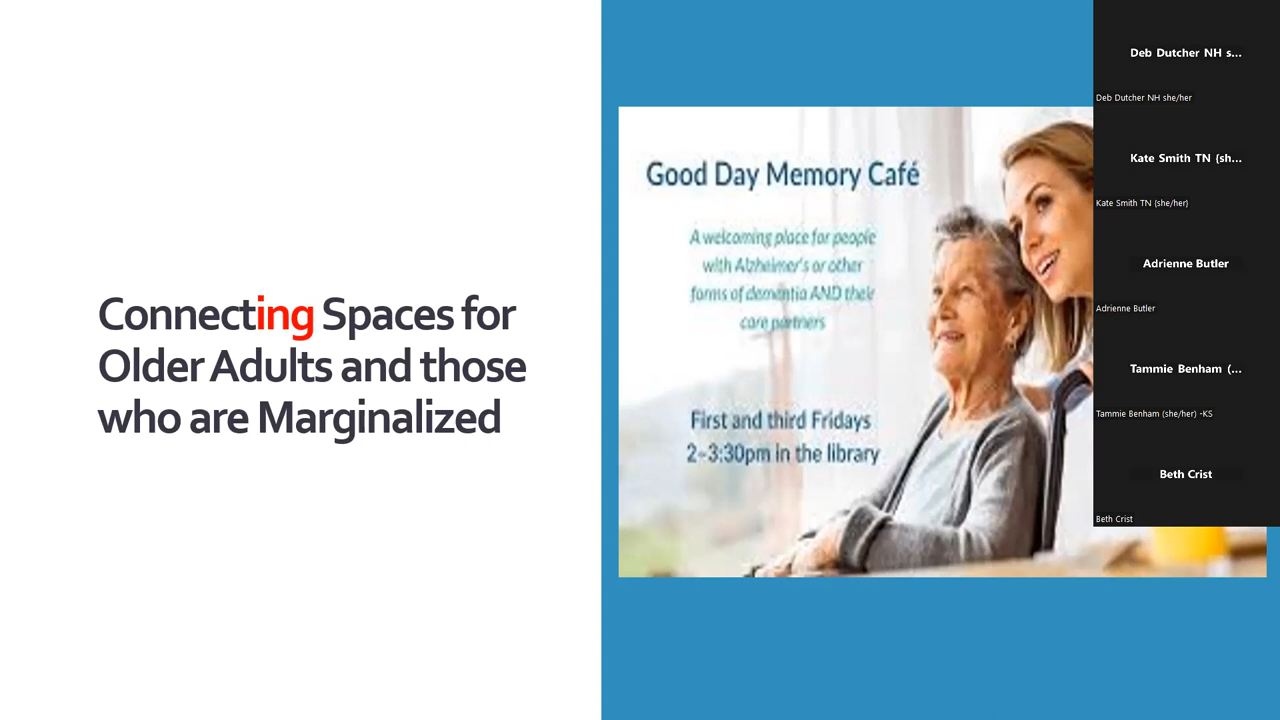 Connecting Spaces for
Older Adults and those
who are Marginalized
Good Day Memory Café
A welcoming place for people
with Alzheimer's or other
forms of dementia AND their
care partners
First and third Fridays
2–3:30pm in the library
Deb Dutcher NH s...
Deb Dutcher NH she/her
Kate Smith TN (sh...
Kate Smith TN (she/her)
Adrienne Butler
Adrienne Butler
Tammie Benham (...
Tammie Benham (she/her) -KS
Beth Crist
Beth Crist